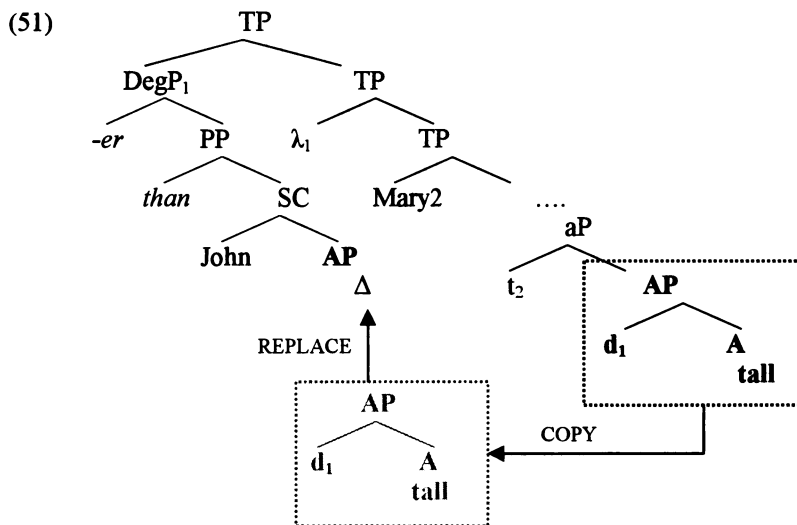 (51) TP
DegP₁ TP
-er PP λ₁ TP
than SC Mary2 ....
aP
John AP
Δ t₂ AP
REPLACE d₁ A
tall
AP
COPY
d₁ A
tall